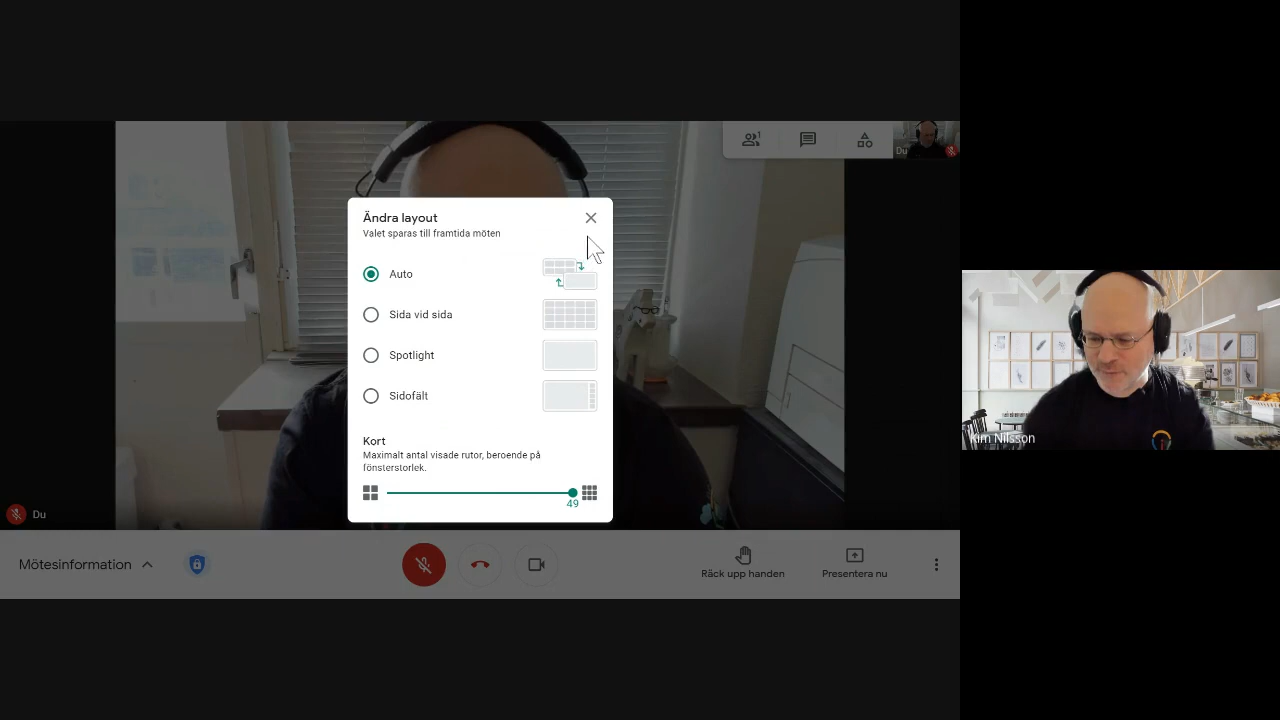 Du
Ändra layout
Valet sparas till framtida möten
Auto
Sida vid sida
Spotlight
Sidofält
Kort
Maximalt antal visade rutor, beroende på
fönsterstorlek.
49
Du
Mötesinformation
Räck upp handen
Presentera nu
Kim Nilsson
1